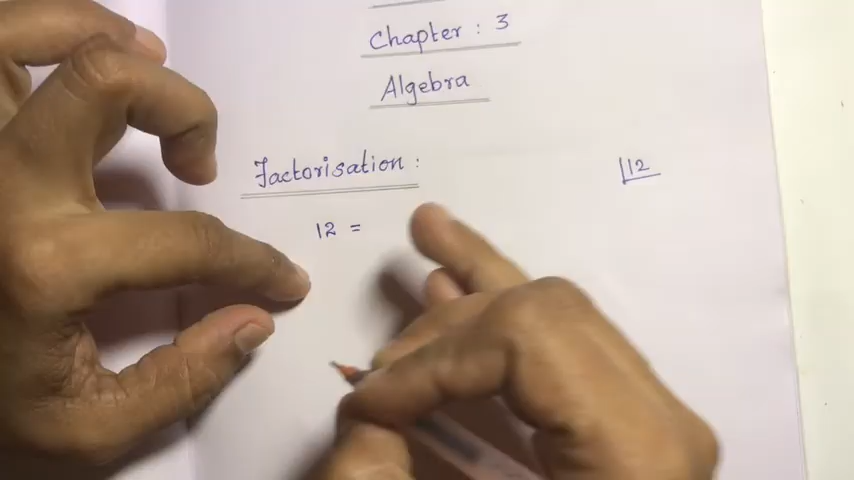 Chapter : 3
Algebra
Factorisation :
12
12 =